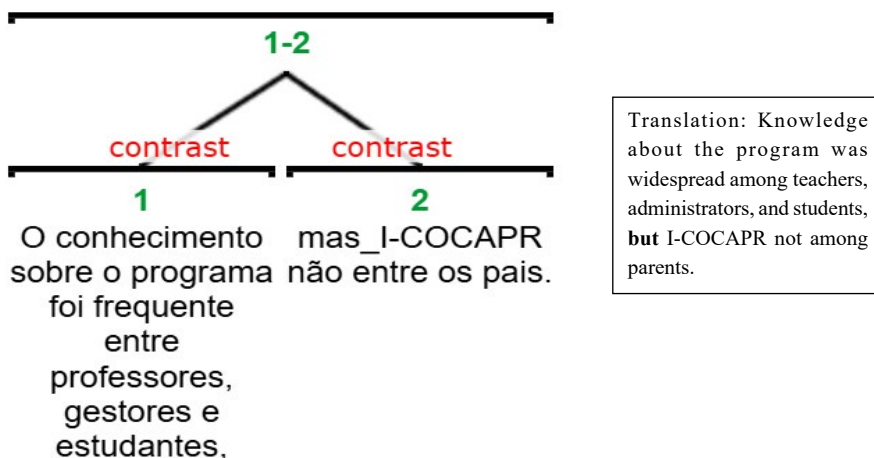 1-2
contrast contrast
1
O conhecimento
sobre o programa
foi frequente
entre
professores,
gestores e
estudantes,
2
mas_I-COCAPR
não entre os pais.
Translation: Knowledge
about the program was
widespread among teachers,
administrators, and students,
but I-COCAPR not among
parents.